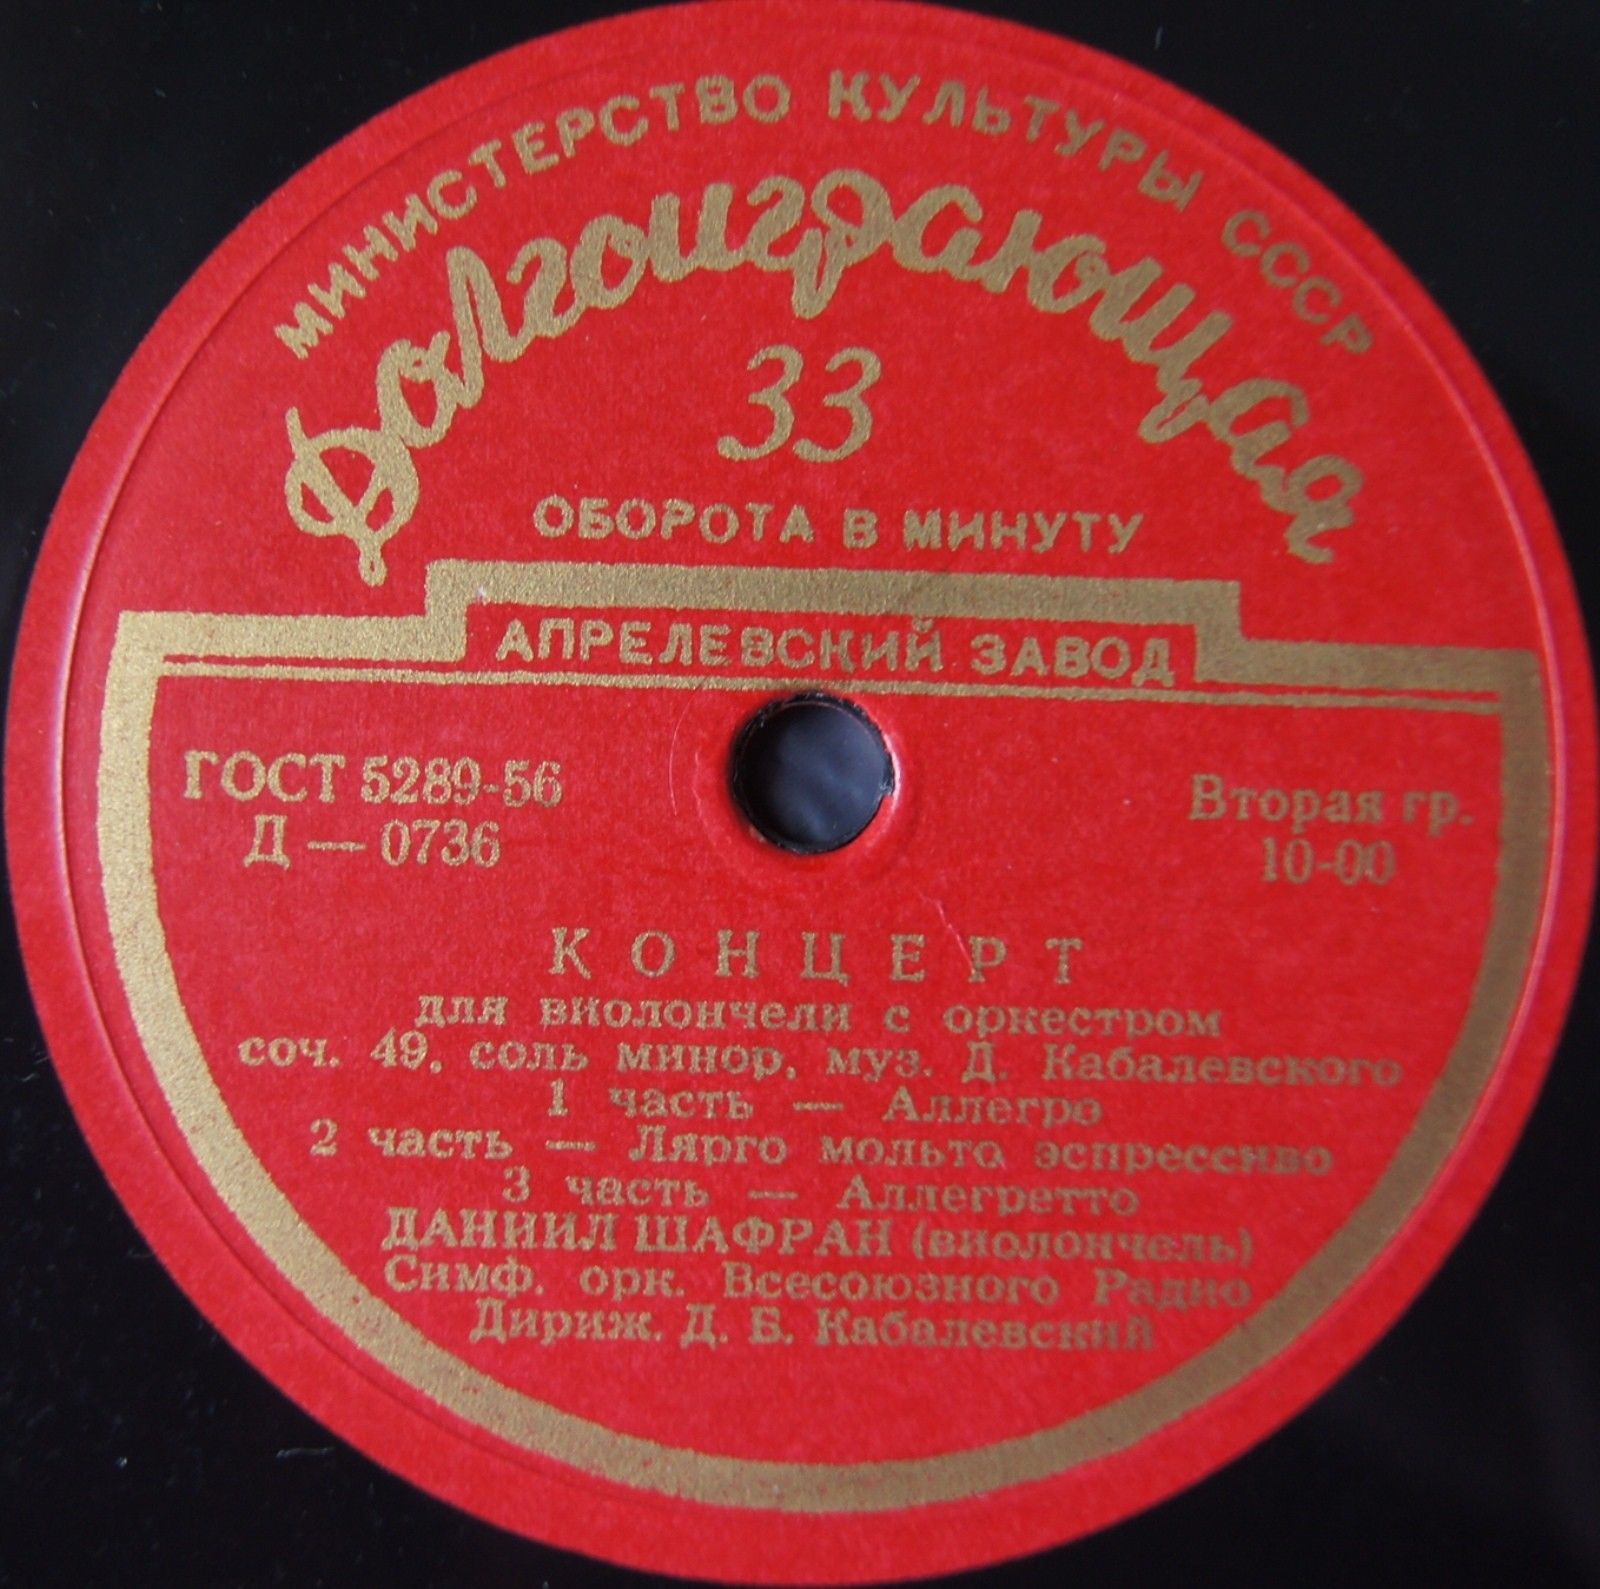 МИНИСТЕРСТВО КУЛЬТУРЫ СССР
Долгоиграющая
33
ОБОРОТА В МИНУТУ
АПРЕЛЕВСКИЙ ЗАВОД
ГОСТ 5289-56
Д — 0736
Вторая гр.
10-00
КОНЦЕРТ
для виолончели с оркестром
соч. 49, соль минор, муз. Д. Кабалевского
1 часть — Аллегро
2 часть — Лярго мольто эспрессиво
3 часть — Аллегретто
ДАНИИЛ ШАФРАН (виолончель)
Симф. орк. Всесоюзного Радио
Дириж. Д. Б. Кабалевский